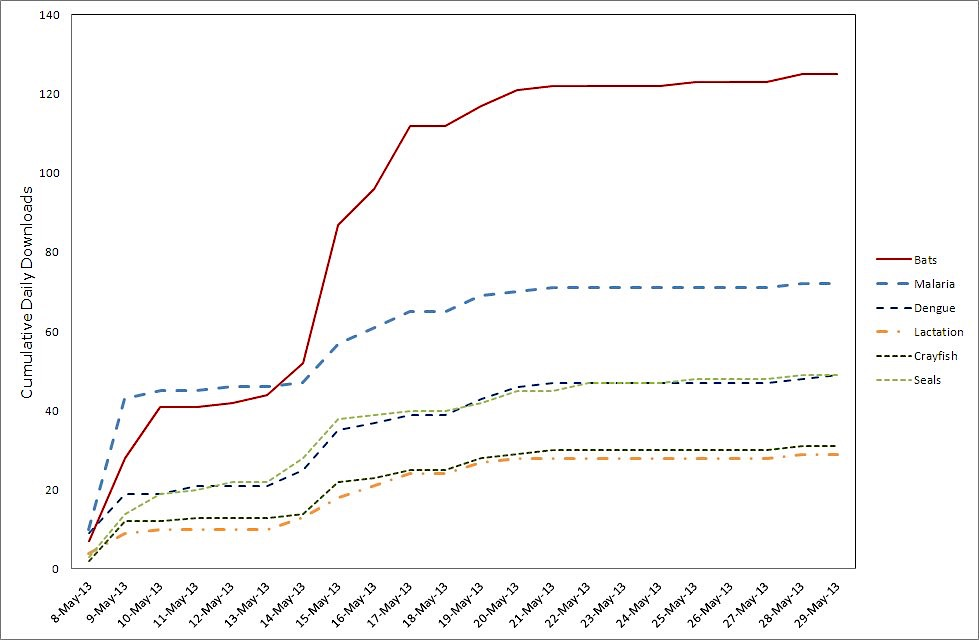 140
120
100
80
60
40
20
0
Cumulative Daily Downloads
8-May-13
9-May-13
10-May-13
11-May-13
12-May-13
13-May-13
14-May-13
15-May-13
16-May-13
17-May-13
18-May-13
19-May-13
20-May-13
21-May-13
22-May-13
23-May-13
24-May-13
25-May-13
26-May-13
27-May-13
28-May-13
29-May-13
Bats
Malaria
Dengue
Lactation
Crayfish
Seals